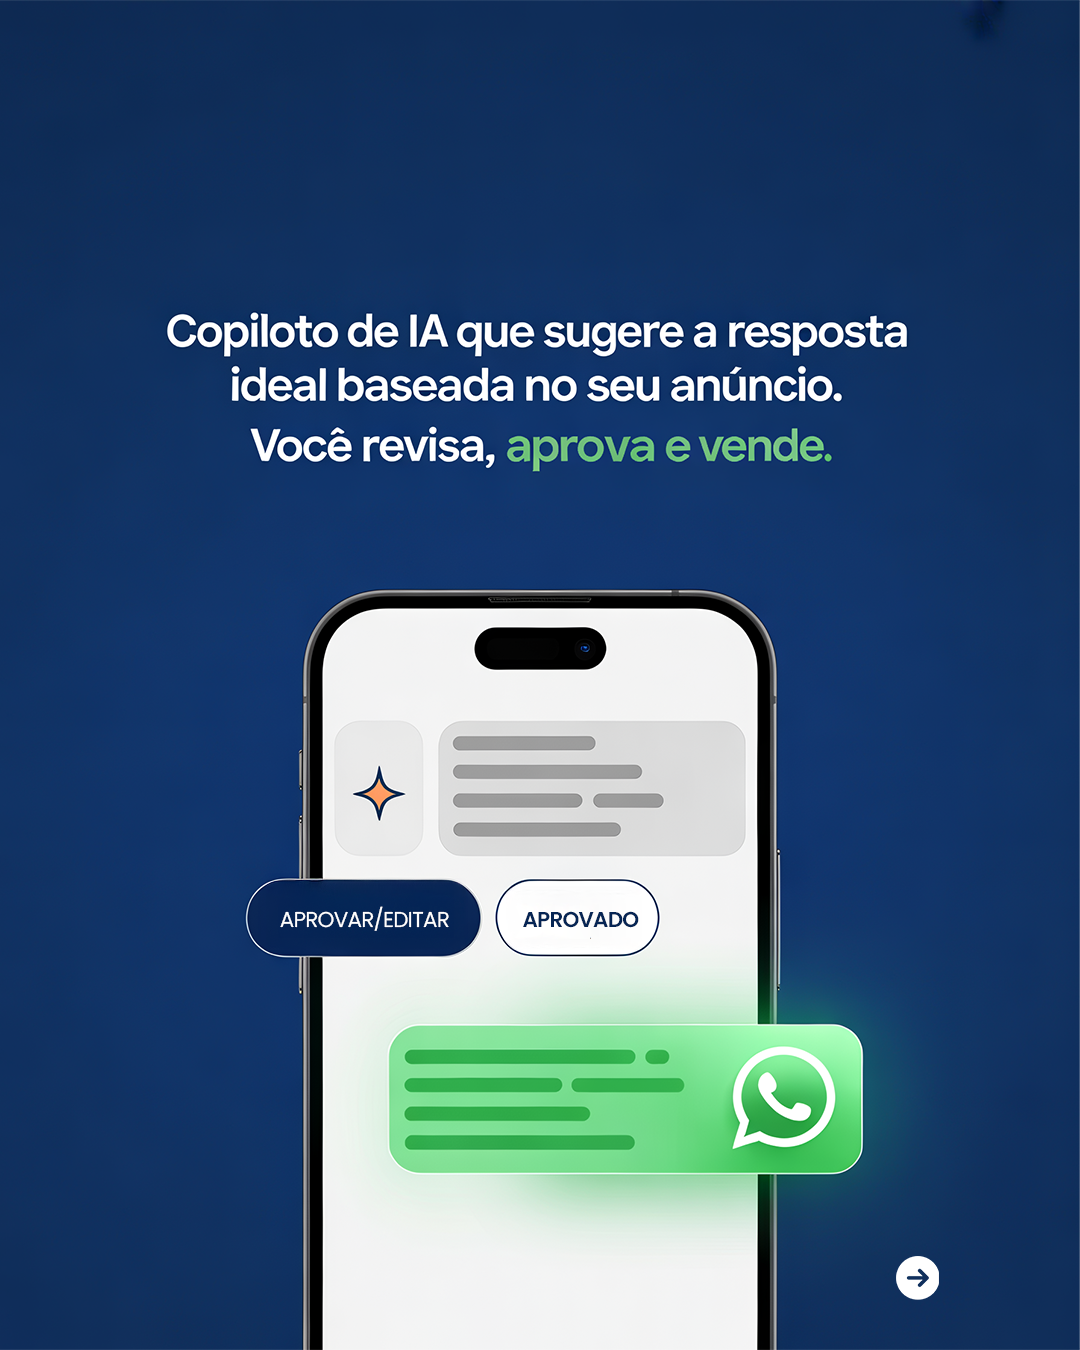 Copiloto de IA que sugere a resposta
ideal baseada no seu anúncio.
Você revisa, aprova e vende.
APROVAR/EDITAR
APROVADO